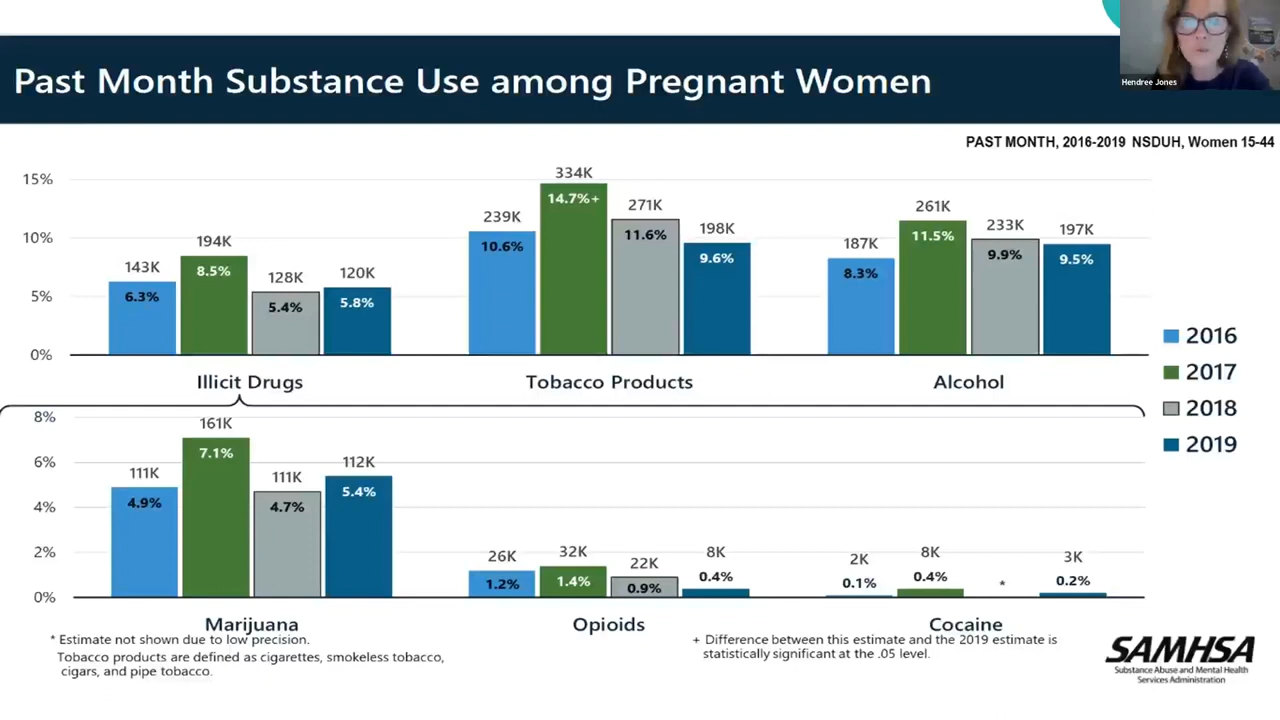 Hendree Jones
Past Month Substance Use among Pregnant Women
PAST MONTH, 2016-2019 NSDUH, Women 15-44
15%
10%
5%
0%
143K
6.3%
194K
8.5%
128K
5.4%
120K
5.8%
Illicit Drugs
239K
10.6%
334K
14.7%+
271K
11.6%
198K
9.6%
Tobacco Products
187K
8.3%
261K
11.5%
233K
9.9%
197K
9.5%
Alcohol
2016
2017
2018
2019
8%
6%
4%
2%
0%
111K
4.9%
161K
7.1%
111K
4.7%
112K
5.4%
Marijuana
26K
1.2%
32K
1.4%
22K
0.9%
8K
0.4%
Opioids
2K
0.1%
8K
0.4%
*
3K
0.2%
Cocaine
* Estimate not shown due to low precision.
Tobacco products are defined as cigarettes, smokeless tobacco,
cigars, and pipe tobacco.
+ Difference between this estimate and the 2019 estimate is
statistically significant at the .05 level.
SAMHSA
Substance Abuse and Mental Health
Services Administration